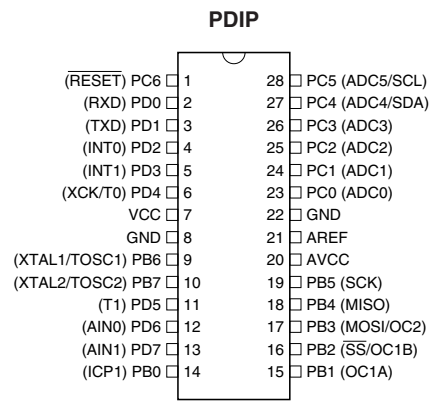 PDIP
(RESET) PC6 1 28 PC5 (ADC5/SCL)
(RXD) PD0 2 27 PC4 (ADC4/SDA)
(TXD) PD1 3 26 PC3 (ADC3)
(INT0) PD2 4 25 PC2 (ADC2)
(INT1) PD3 5 24 PC1 (ADC1)
(XCK/T0) PD4 6 23 PC0 (ADC0)
VCC 7 22 GND
GND 8 21 AREF
(XTAL1/TOSC1) PB6 9 20 AVCC
(XTAL2/TOSC2) PB7 10 19 PB5 (SCK)
(T1) PD5 11 18 PB4 (MISO)
(AIN0) PD6 12 17 PB3 (MOSI/OC2)
(AIN1) PD7 13 16 PB2 (SS/OC1B)
(ICP1) PB0 14 15 PB1 (OC1A)